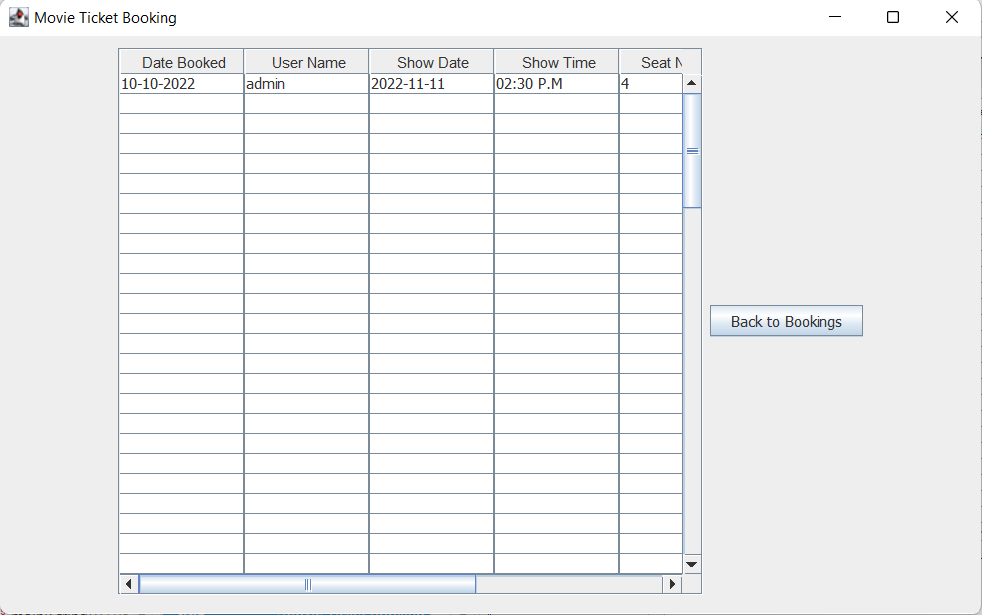 Movie Ticket Booking
Date Booked User Name Show Date Show Time Seat N
10-10-2022 admin 2022-11-11 02:30 P.M 4
Back to Bookings